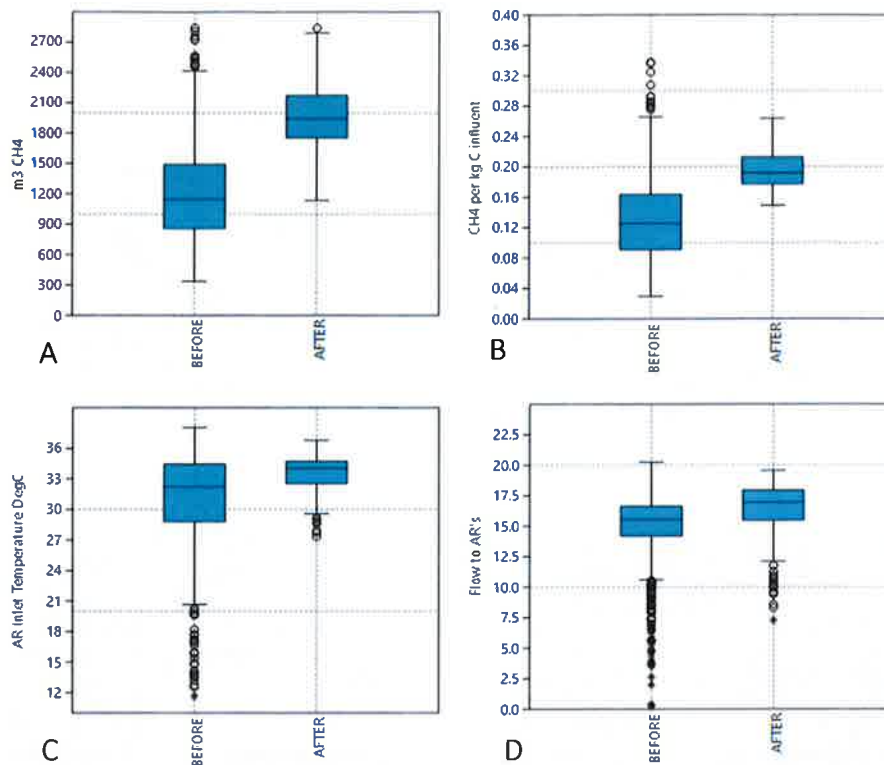 m3 CH4
2700
2400
2100
1800
1500
1200
900
600
300
0
BEFORE
AFTER
A
CH4 per kg C influent
0.40
0.36
0.32
0.28
0.24
0.20
0.16
0.12
0.08
0.04
0.00
BEFORE
AFTER
B
AR Inlet Temperature DegC
36
33
30
27
24
21
18
15
12
BEFORE
AFTER
C
Flow to AR's
22.5
20.0
17.5
15.0
12.5
10.0
7.5
5.0
2.5
0.0
BEFORE
AFTER
D